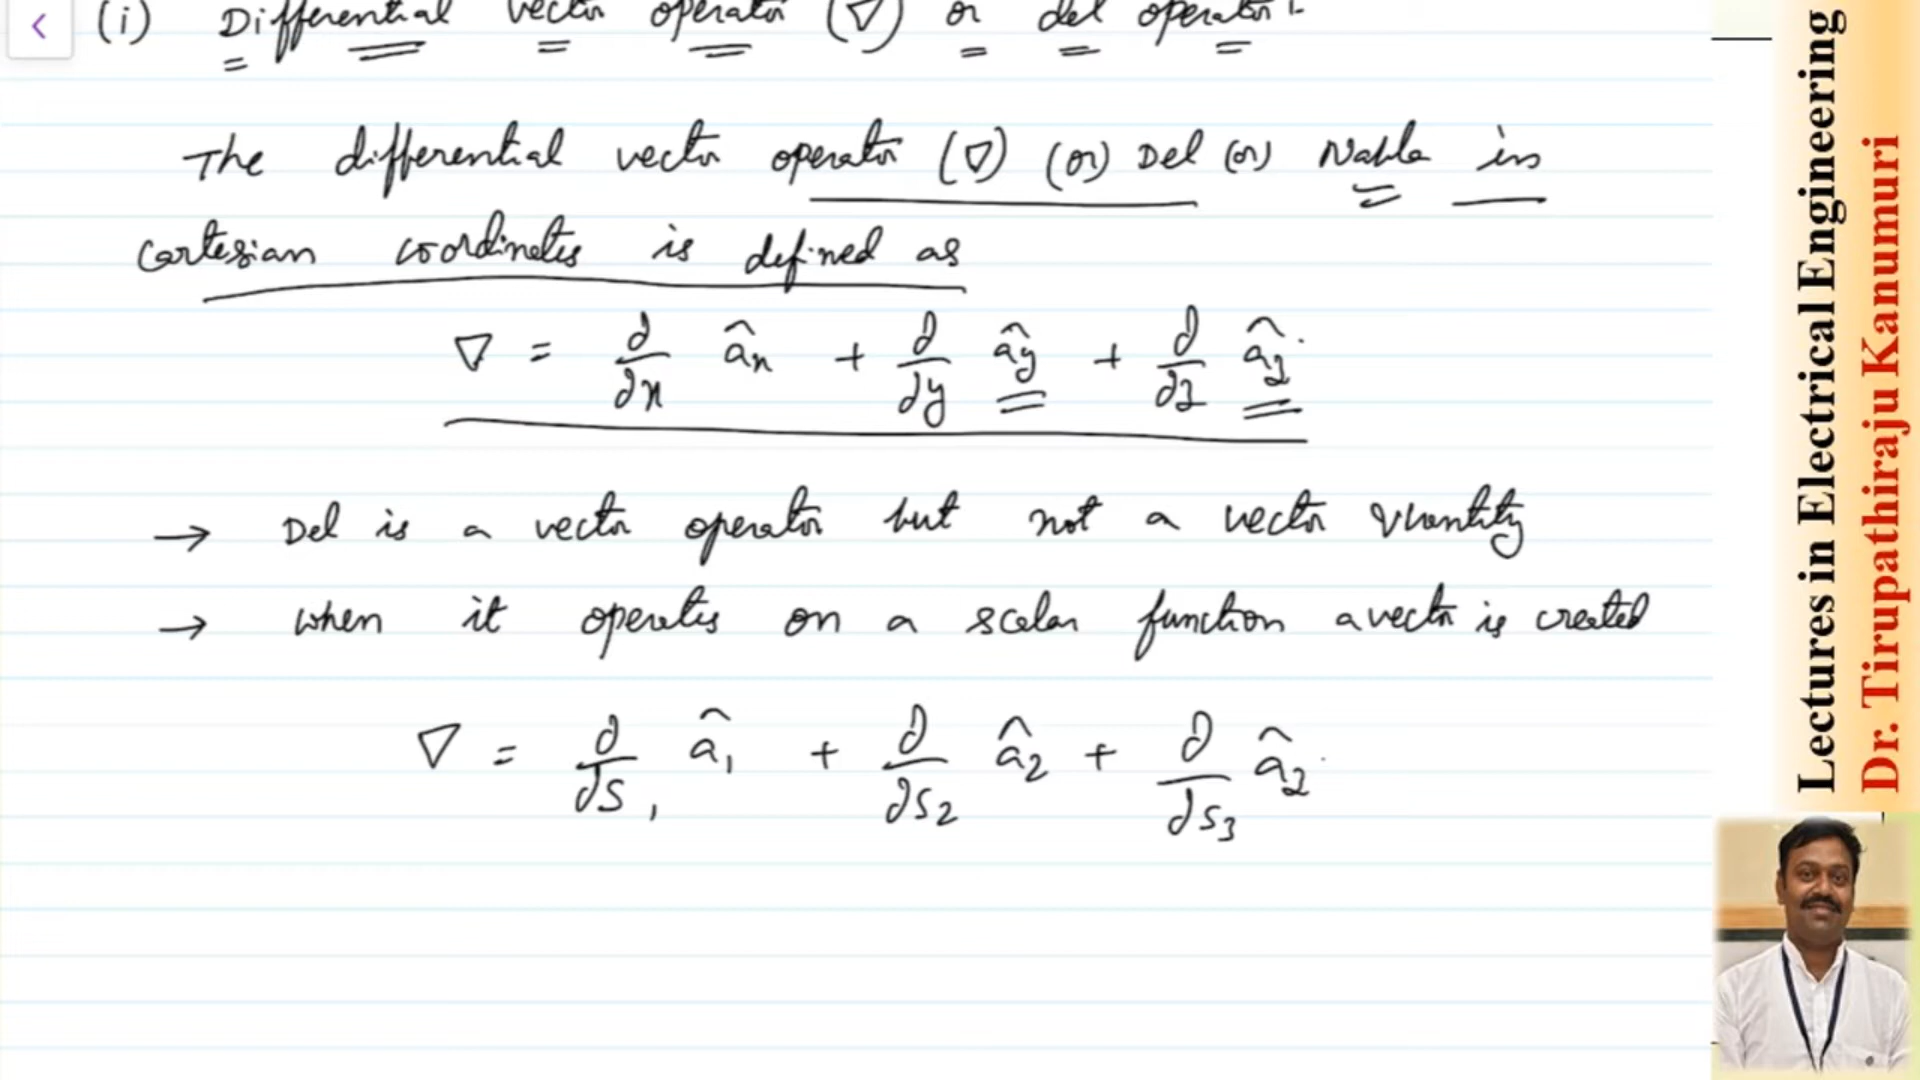 (i) Differential vector operator (∇) or del operator:-
The differential vector operator (∇) (or) Del (or) Nabla in
Cartesian coordinates is defined as
∇ = ∂/∂x âx + ∂/∂y ây + ∂/∂z âz.
→ Del is a vector operator but not a vector quantity
→ when it operates on a scalar function a vector is created
∇ = ∂/∂s₁ â₁ + ∂/∂s₂ â₂ + ∂/∂s₃ â₃.
Lectures in Electrical Engineering
Dr. Tirupathiraju Kanumuri